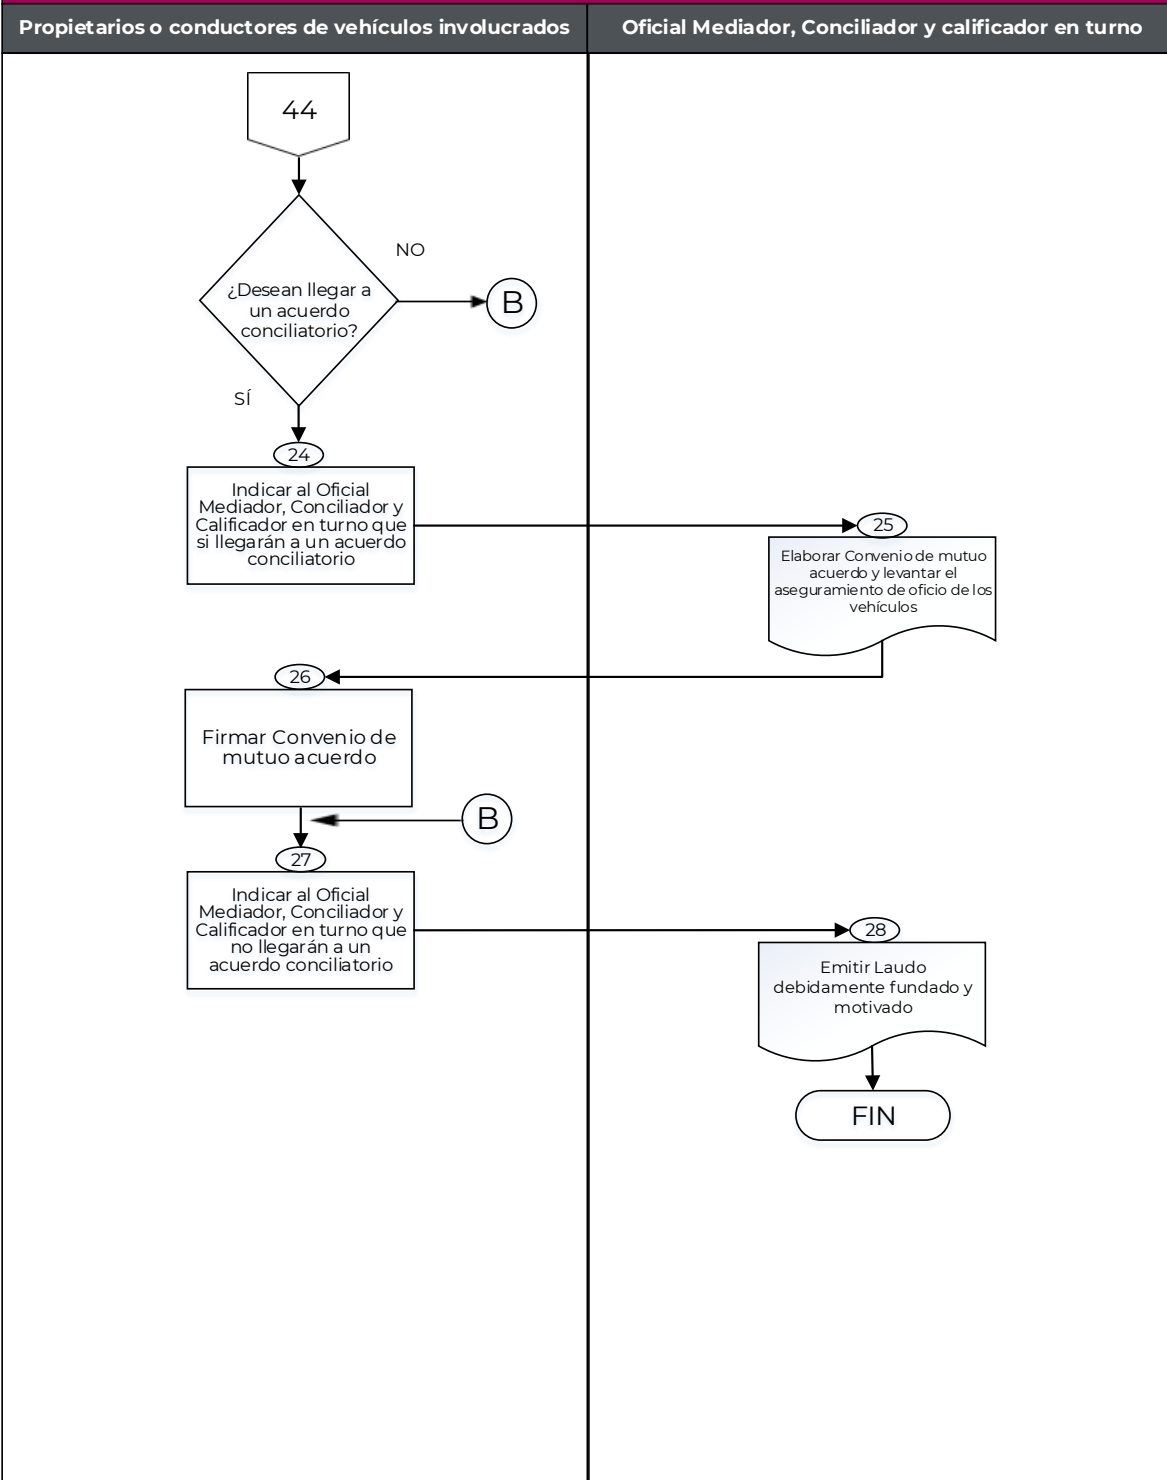 Propietarios o conductores de vehículos involucrados
Oficial Mediador, Conciliador y calificador en turno
44
NO
¿Desean llegar a
un acuerdo
conciliatorio?
B
SÍ
24
Indicar al Oficial
Mediador, Conciliador y
Calificador en turno que
si llegarán a un acuerdo
conciliatorio
25
Elaborar Convenio de mutuo
acuerdo y levantar el
aseguramiento de oficio de los
vehículos
26
Firmar Convenio de
mutuo acuerdo
B
27
Indicar al Oficial
Mediador, Conciliador y
Calificador en turno que
no llegarán a un
acuerdo conciliatorio
28
Emitir Laudo
debidamente fundado y
motivado
FIN